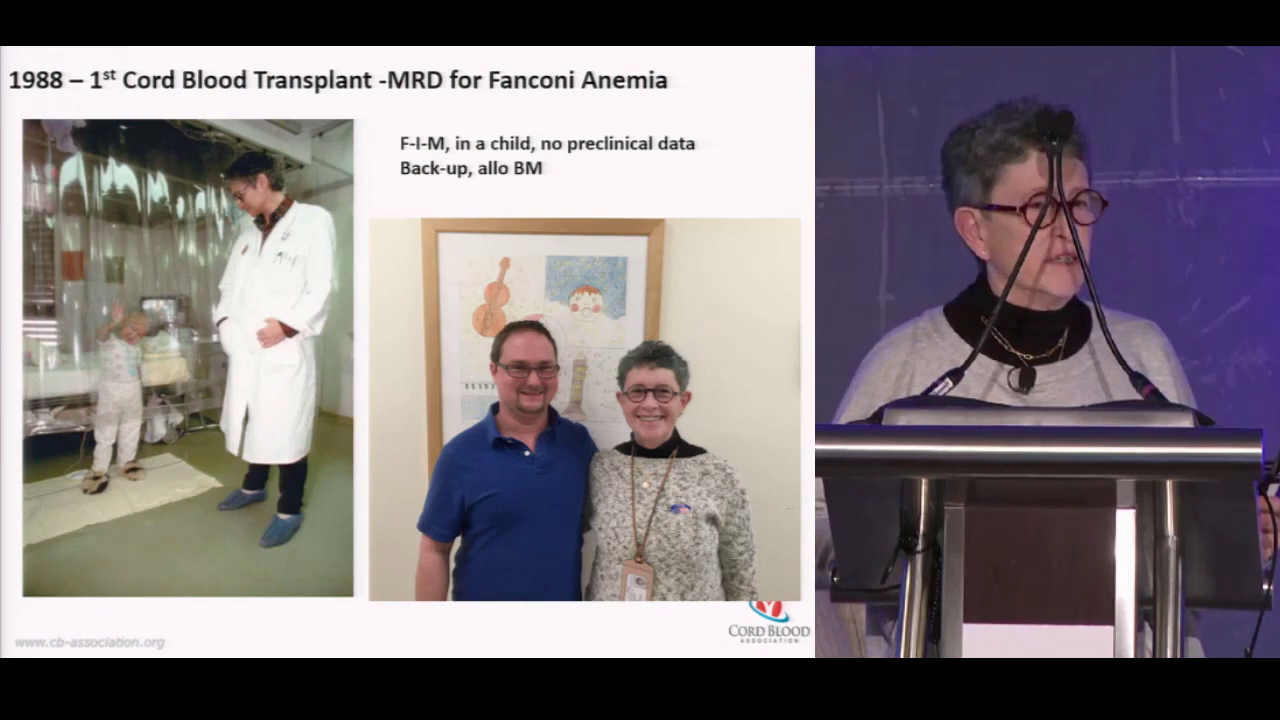 1988 – 1st Cord Blood Transplant -MRD for Fanconi Anemia
F-I-M, in a child, no preclinical data
Back-up, allo BM
www.cb-association.org
CORD BLOOD
ASSOCIATION